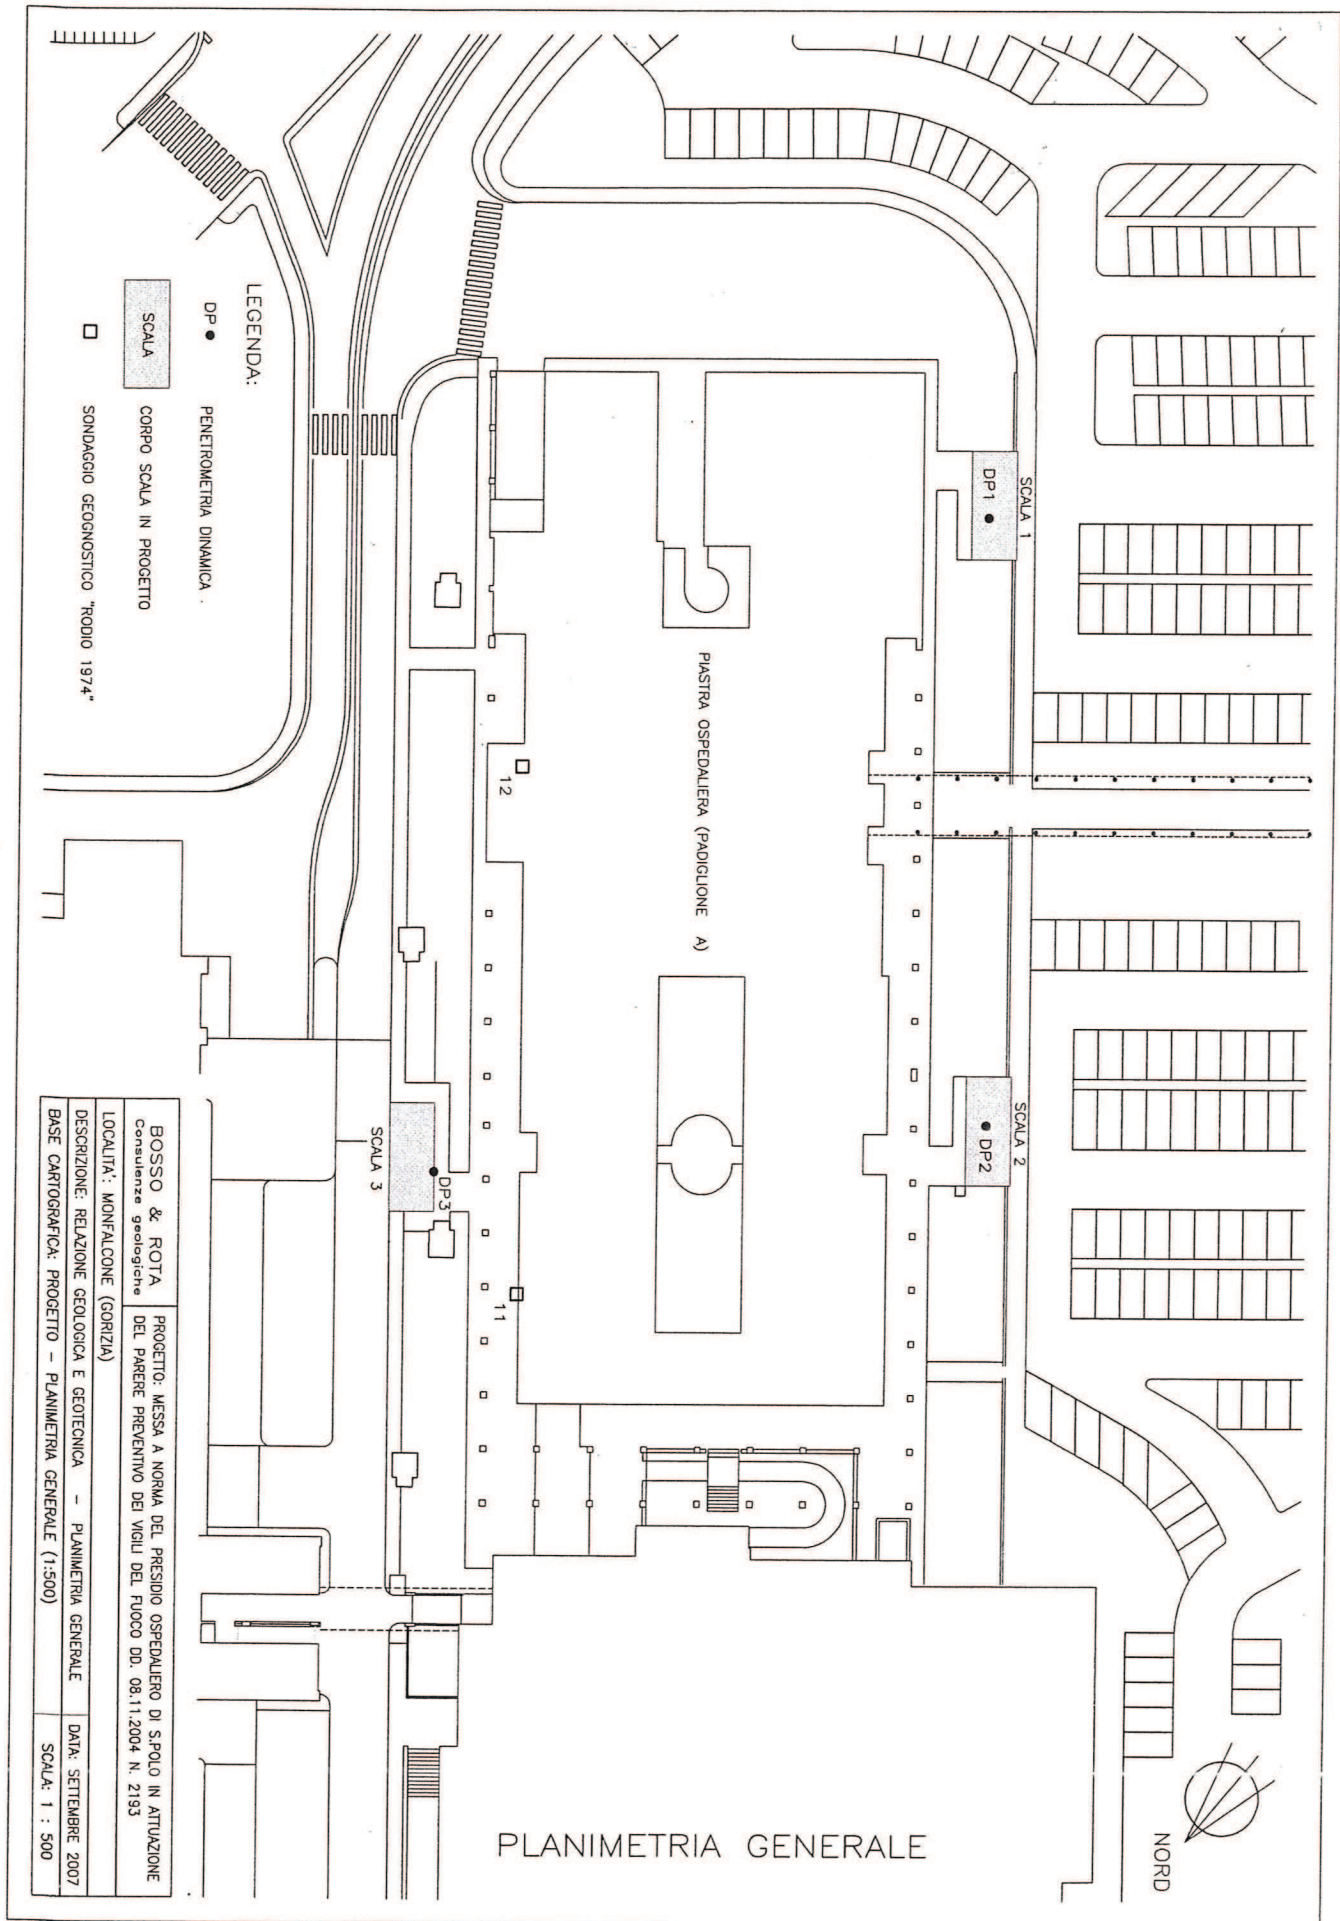 PLANIMETRIA GENERALE
NORD
SCALA 1
DP1
SCALA 2
DP2
PIASTRA OSPEDALIERA (PADIGLIONE A)
12
11
DP3
SCALA 3
LEGENDA:
DP
PENETROMETRIA DINAMICA
SCALA
CORPO SCALA IN PROGETTO
SONDAGGIO GEOGNOSTICO "RODIO 1974"
BOSSO & ROTA
Consulenze geologiche
PROGETTO: MESSA A NORMA DEL PRESIDIO OSPEDALIERO DI S.POLO IN ATTUAZIONE
DEL PARERE PREVENTIVO DEI VIGILI DEL FUOCO DD. 08.11.2004 N. 2193
LOCALITA': MONFALCONE (GORIZIA)
DESCRIZIONE: RELAZIONE GEOLOGICA E GEOTECNICA - PLANIMETRIA GENERALE
DATA: SETTEMBRE 2007
BASE CARTOGRAFICA: PROGETTO - PLANIMETRIA GENERALE (1:500)
SCALA: 1 : 500